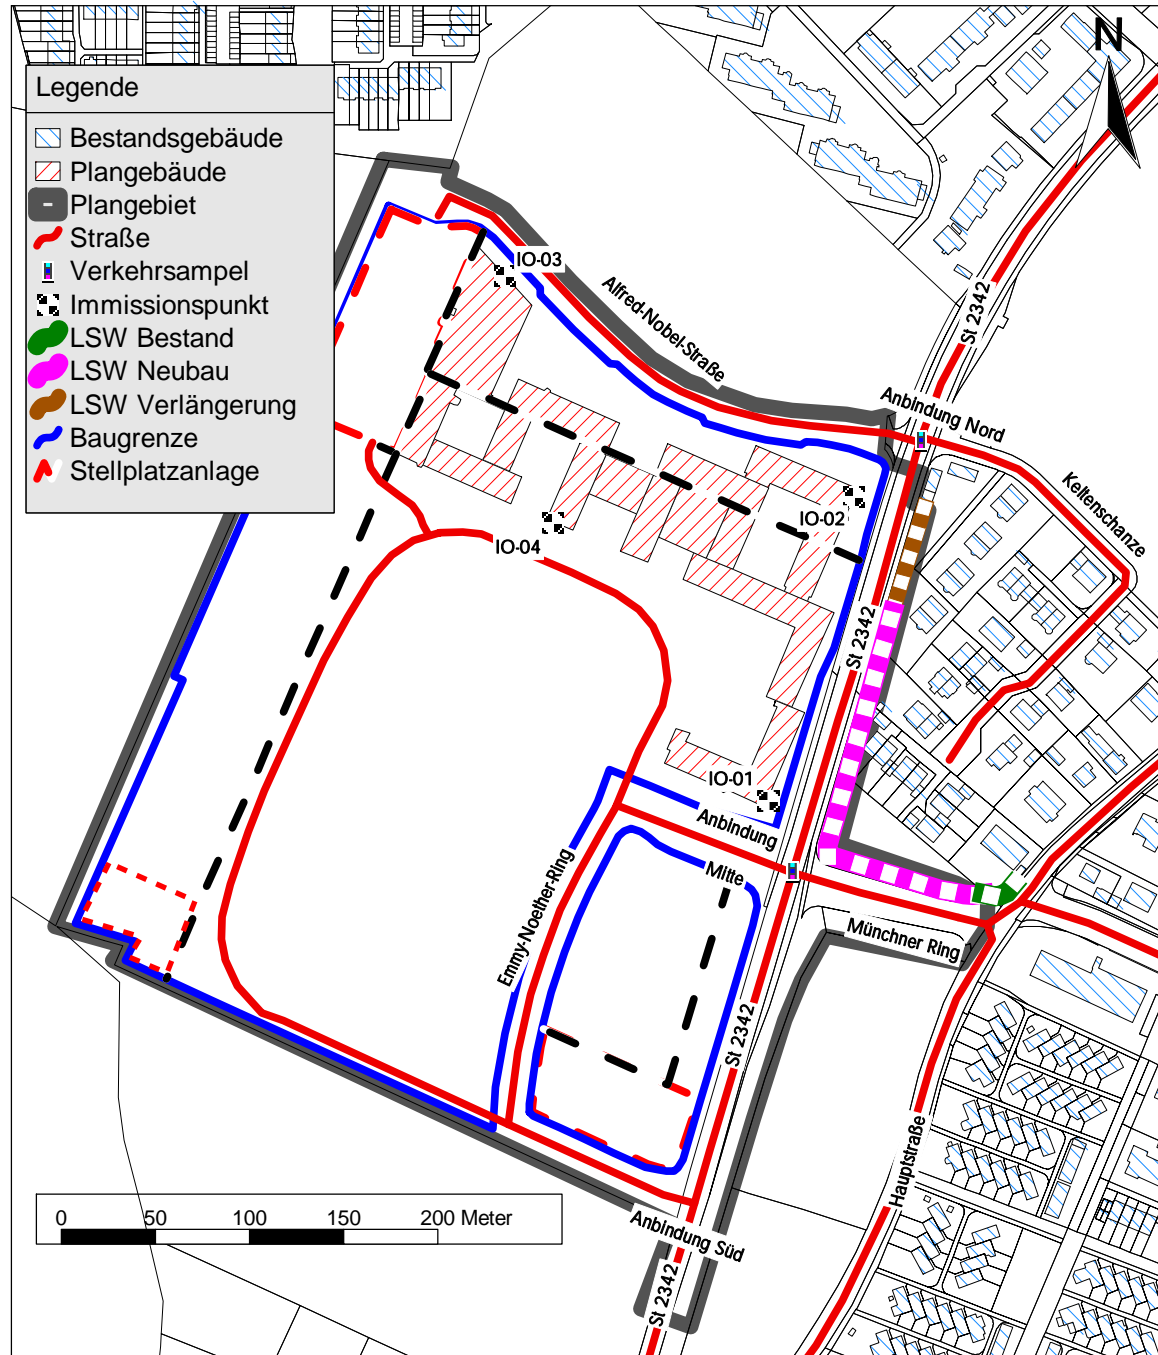 N
Legende
Bestandsgebäude
Plangebäude
Plangebiet
Straße
Verkehrsampel
Immissionspunkt
LSW Bestand
LSW Neubau
LSW Verlängerung
Baugrenze
Stellplatzanlage
IO-03
Alfred-Nobel-Straße
St 2342
Anbindung Nord
Keltenschanze
IO-02
IO-04
St 2342
IO-01
Anbindung
Mitte
Emmy-Noether-Ring
Münchner Ring
St 2342
Hauptstraße
0 50 100 150 200 Meter
Anbindung Süd
St 2342